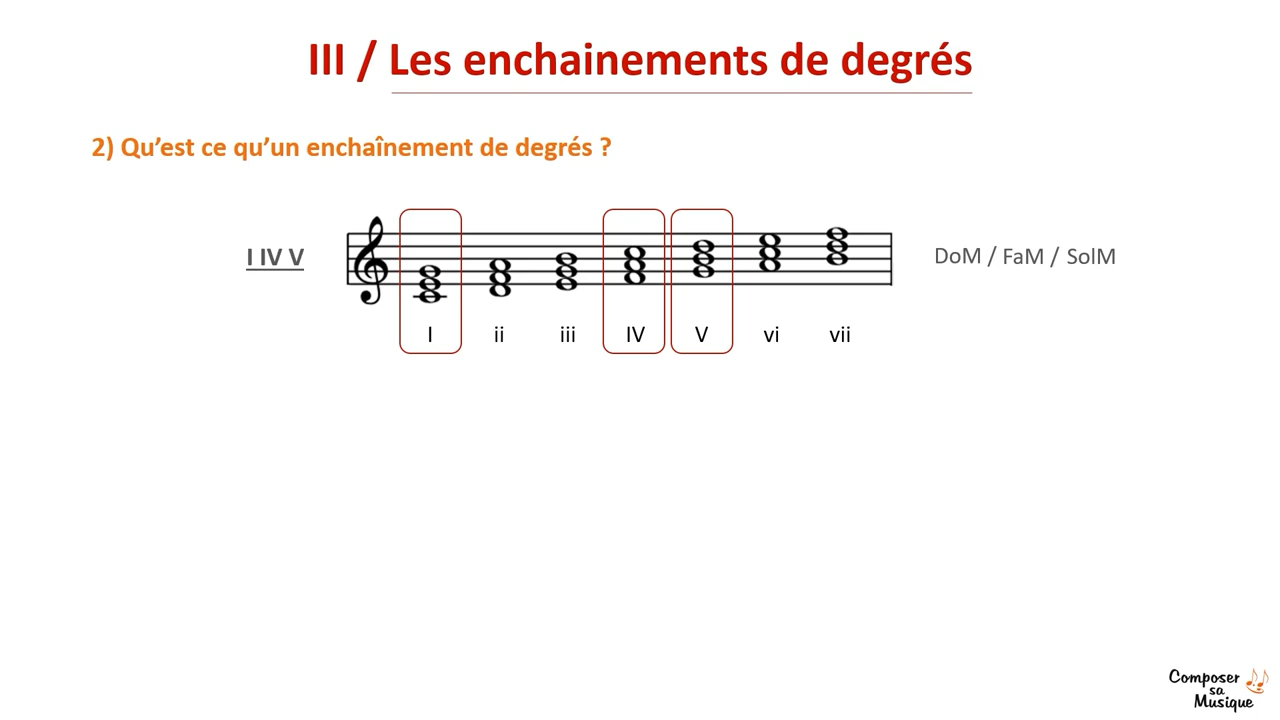 III / Les enchainements de degrés
2) Qu’est ce qu’un enchaînement de degrés ?
I IV V
DoM / FaM / SolM
I ii iii IV V vi vii
Composer
sa
Musique